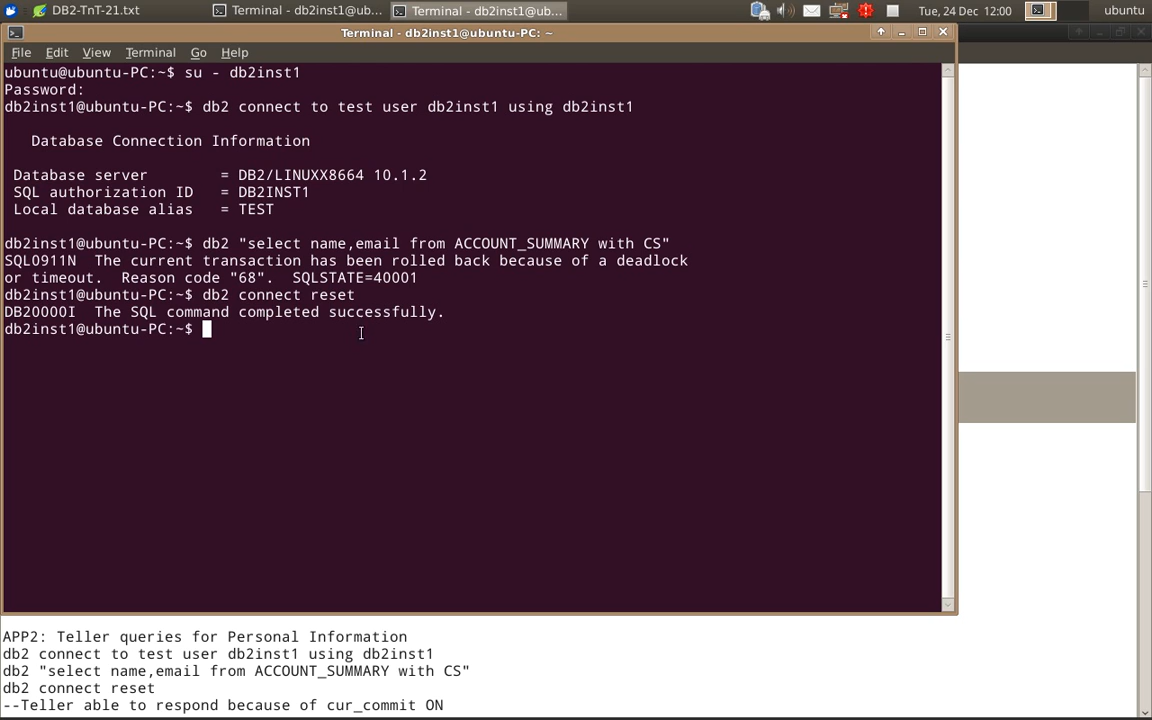 DB2-TnT-21.txt
Terminal - db2inst1@ub...
Terminal - db2inst1@ub...
Tue, 24 Dec 12:00
ubuntu
Terminal - db2inst1@ubuntu-PC: ~
File Edit View Terminal Go Help
ubuntu@ubuntu-PC:~$ su - db2inst1
Password:
db2inst1@ubuntu-PC:~$ db2 connect to test user db2inst1 using db2inst1
Database Connection Information
Database server = DB2/LINUXX8664 10.1.2
SQL authorization ID = DB2INST1
Local database alias = TEST
db2inst1@ubuntu-PC:~$ db2 "select name,email from ACCOUNT_SUMMARY with CS"
SQL0911N The current transaction has been rolled back because of a deadlock
or timeout. Reason code "68". SQLSTATE=40001
db2inst1@ubuntu-PC:~$ db2 connect reset
DB20000I The SQL command completed successfully.
db2inst1@ubuntu-PC:~$
APP2: Teller queries for Personal Information
db2 connect to test user db2inst1 using db2inst1
db2 "select name,email from ACCOUNT_SUMMARY with CS"
db2 connect reset
--Teller able to respond because of cur_commit ON